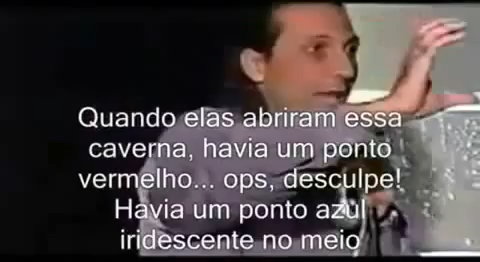 Quando elas abriram essa
caverna, havia um ponto
vermelho... ops, desculpe!
Havia um ponto azul
iridescente no meio